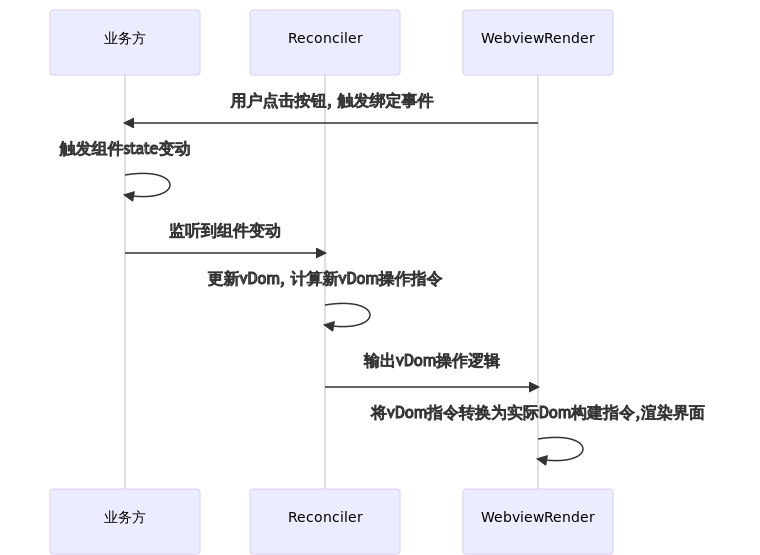 业务方
Reconciler
WebviewRender
用户点击按钮, 触发绑定事件
触发组件state变动
监听到组件变动
更新vDom, 计算新vDom操作指令
输出vDom操作逻辑
将vDom指令转换为实际Dom构建指令,渲染界面
业务方
Reconciler
WebviewRender